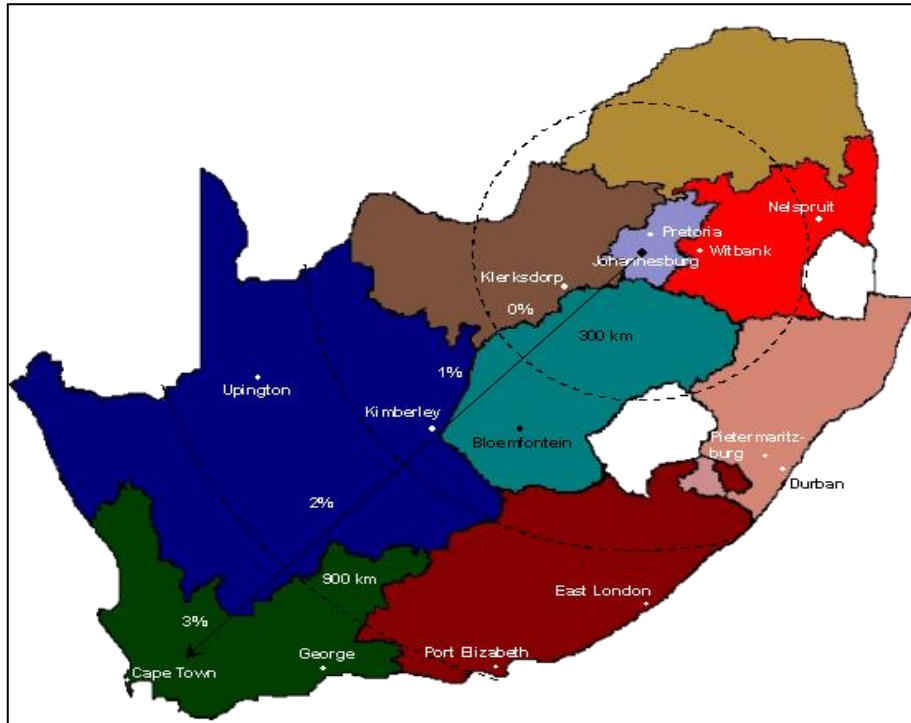 Nelspruit
Pretoria
Witbank
Johannesburg
Klerksdorp
0%
300 km
1%
Upington
Kimberley
Bloemfontein
Pietermaritz-
burg
Durban
2%
900 km
East London
3%
George
Port Elizabeth
Cape Town